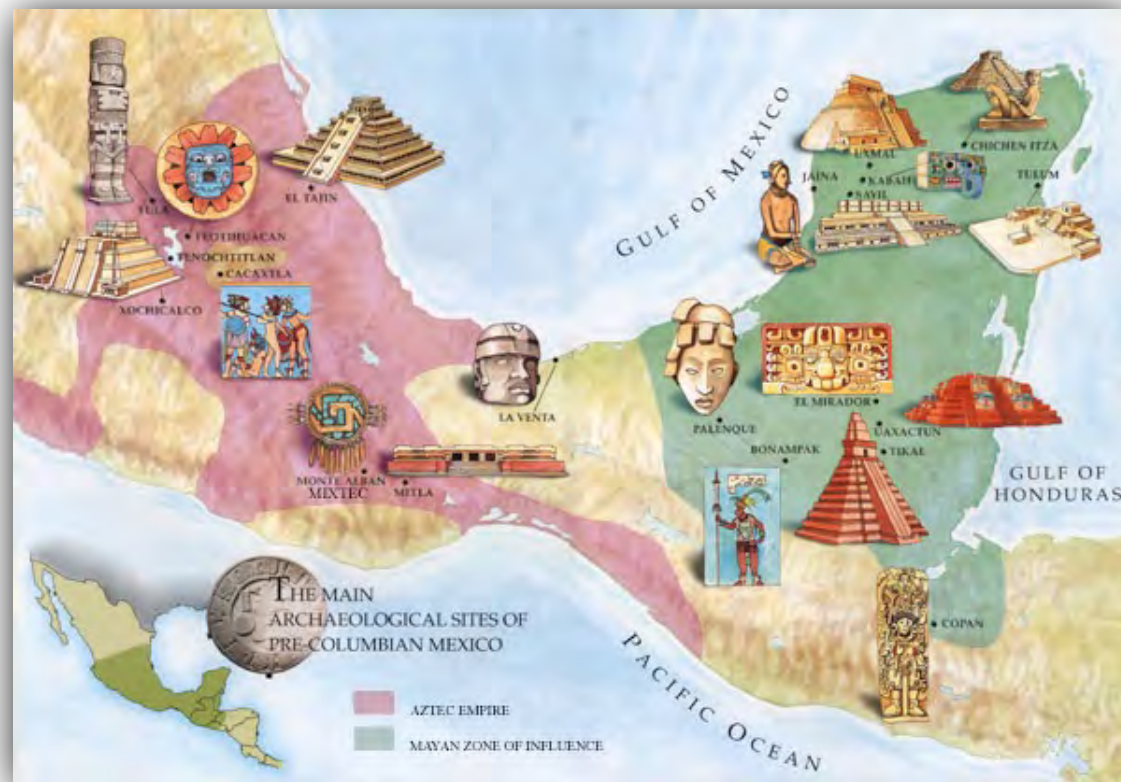 GULF OF MEXICO
UXMAL
CHICHEN ITZA
JAINA
KABAH
TULUM
SAYIL
TULA
EL TAJIN
TEOTIHUACAN
TENOCHTITLAN
CACAXTLA
XOCHICALCO
LA VENTA
PALENQUE
EL MIRADOR
UAXACTUN
BONAMPAK
TIKAL
MONTE ALBAN
MIXTEC
MITLA
GULF OF
HONDURAS
COPAN
THE MAIN
ARCHAEOLOGICAL SITES OF
PRE-COLUMBIAN MEXICO
PACIFIC OCEAN
AZTEC EMPIRE
MAYAN ZONE OF INFLUENCE